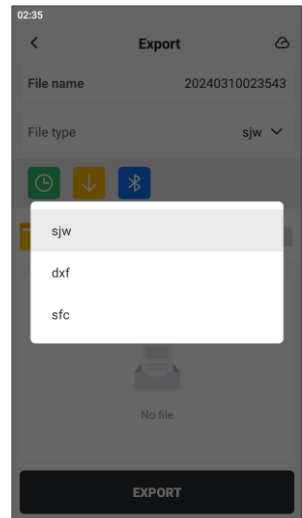 02:35
Export
File name 20240310023543
File type sjw
sjw
dxf
sfc
No file
EXPORT